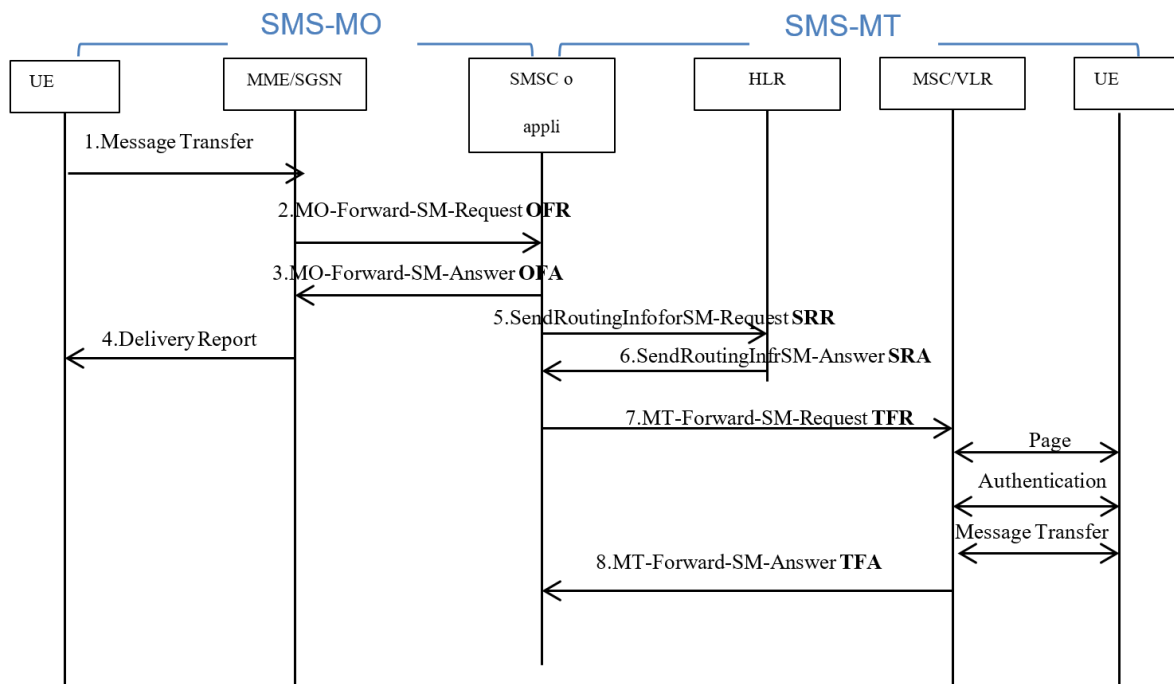 SMS-MO
SMS-MT
UE
MME/SGSN
SMSC o
appli
HLR
MSC/VLR
UE
1.Message Transfer
2.MO-Forward-SM-Request OFR
3.MO-Forward-SM-Answer OFA
5.SendRoutingInfoforSM-Request SRR
4.Delivery Report
6.SendRoutingInfrSM-Answer SRA
7.MT-Forward-SM-Request TFR
Page
Authentication
Message Transfer
8.MT-Forward-SM-Answer TFA